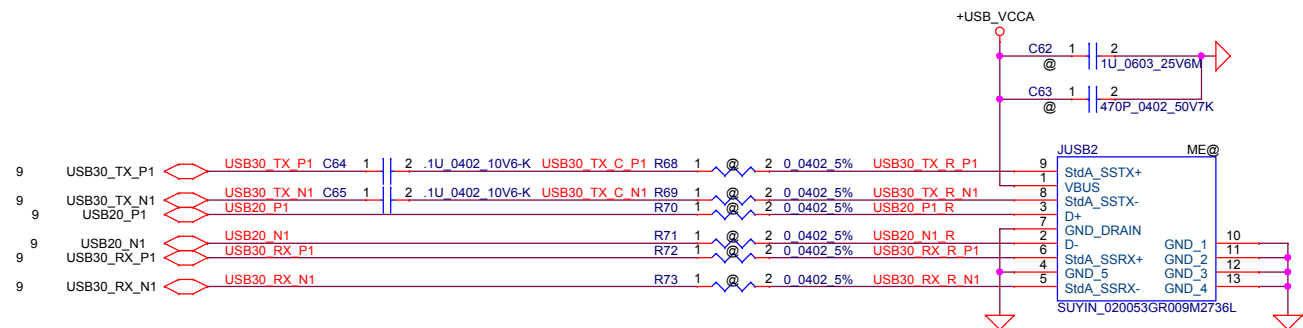 +USB_VCCA
C62 1 2
@ 1U_0603_25V6M
C63 1 2
@ 470P_0402_50V7K
JUSB2 ME@
9 USB30_TX_P1 USB30_TX_P1 C64 1 2 .1U_0402_10V6-K USB30_TX_C_P1 R68 1 @ 2 0_0402_5% USB30_TX_R_P1 9 StdA_SSTX+
1 VBUS
9 USB30_TX_N1 USB30_TX_N1 C65 1 2 .1U_0402_10V6-K USB30_TX_C_N1 R69 1 @ 2 0_0402_5% USB30_TX_R_N1 8 StdA_SSTX-
9 USB20_P1 USB20_P1 R70 1 @ 2 0_0402_5% USB20_P1_R 3 D+
7 GND_DRAIN
9 USB20_N1 USB20_N1 R71 1 @ 2 0_0402_5% USB20_N1_R 2 D- GND_1 10
9 USB30_RX_P1 USB30_RX_P1 R72 1 @ 2 0_0402_5% USB30_RX_R_P1 6 StdA_SSRX+ GND_2 11
4 GND_5 GND_3 12
9 USB30_RX_N1 USB30_RX_N1 R73 1 @ 2 0_0402_5% USB30_RX_R_N1 5 StdA_SSRX- GND_4 13
SUYIN_020053GR009M2736L